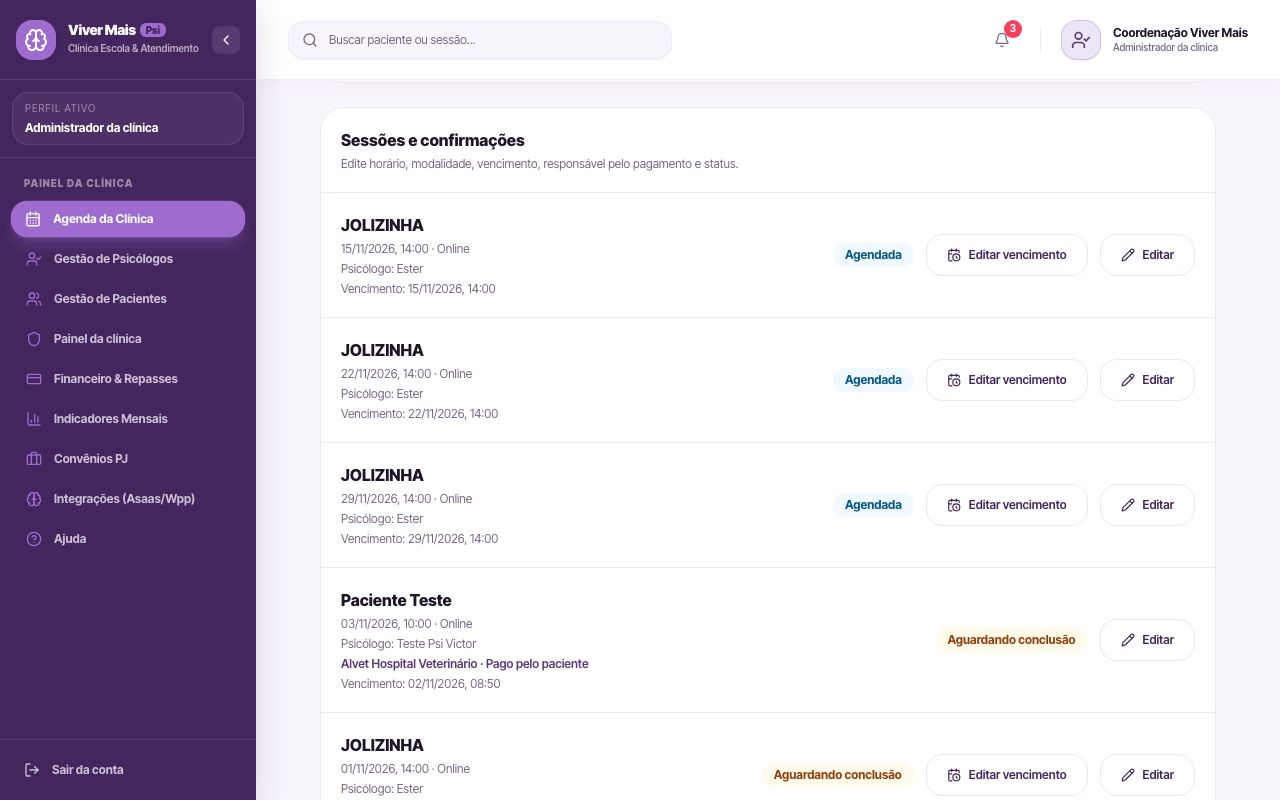 Viver Mais Psi
Clínica Escola & Atendimento
PERFIL ATIVO
Administrador da clínica
PAINEL DA CLÍNICA
Agenda da Clínica
Gestão de Psicólogos
Gestão de Pacientes
Painel da clínica
Financeiro & Repasses
Indicadores Mensais
Convênios PJ
Integrações (Asaas/Wpp)
Ajuda
Sair da conta
Buscar paciente ou sessão...
3
Coordenação Viver Mais
Administrador da clínica
Sessões e confirmações
Edite horário, modalidade, vencimento, responsável pelo pagamento e status.
JOLIZINHA
15/11/2026, 14:00 · Online
Psicólogo: Ester
Vencimento: 15/11/2026, 14:00
Agendada
Editar vencimento
Editar
JOLIZINHA
22/11/2026, 14:00 · Online
Psicólogo: Ester
Vencimento: 22/11/2026, 14:00
Agendada
Editar vencimento
Editar
JOLIZINHA
29/11/2026, 14:00 · Online
Psicólogo: Ester
Vencimento: 29/11/2026, 14:00
Agendada
Editar vencimento
Editar
Paciente Teste
03/11/2026, 10:00 · Online
Psicólogo: Teste Psi Victor
Alvet Hospital Veterinário · Pago pelo paciente
Vencimento: 02/11/2026, 08:50
Aguardando conclusão
Editar
JOLIZINHA
01/11/2026, 14:00 · Online
Psicólogo: Ester
Aguardando conclusão
Editar vencimento
Editar